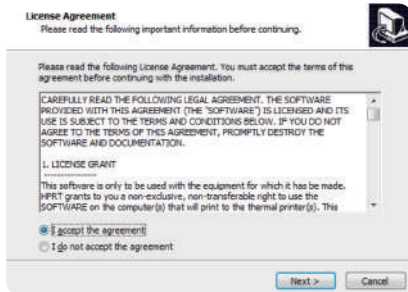 License Agreement
Please read the following important information before continuing.
Please read the following License Agreement. You must accept the terms of this
agreement before continuing with the installation.
CAREFULLY READ THE FOLLOWING LEGAL AGREEMENT. THE SOFTWARE
PROVIDED WITH THIS AGREEMENT (THE "SOFTWARE") IS LICENSED AND ITS
USE IS SUBJECT TO THE TERMS AND CONDITIONS BELOW. IF YOU DO NOT
AGREE TO THE TERMS OF THIS AGREEMENT, PROMPTLY DESTROY THE
SOFTWARE AND DOCUMENTATION.
1. LICENSE GRANT
---------------
This software is only to be used with the equipment for which it has be made.
HPRT grants to you a non-exclusive, non-transferable right to use the
SOFTWARE on the computer(s) that will print to the thermal printer(s). This
I accept the agreement
I do not accept the agreement
Next >
Cancel